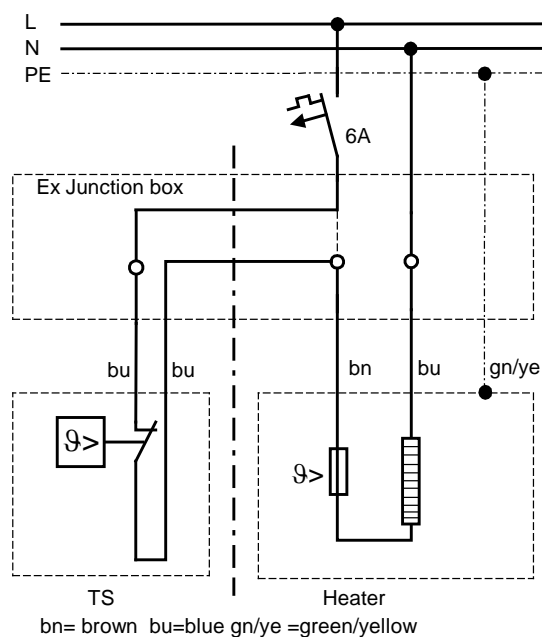 L
N
PE
6A
Ex Junction box
bu bu bn bu gn/ye
ϑ> ϑ>
TS Heater
bn= brown bu=blue gn/ye =green/yellow